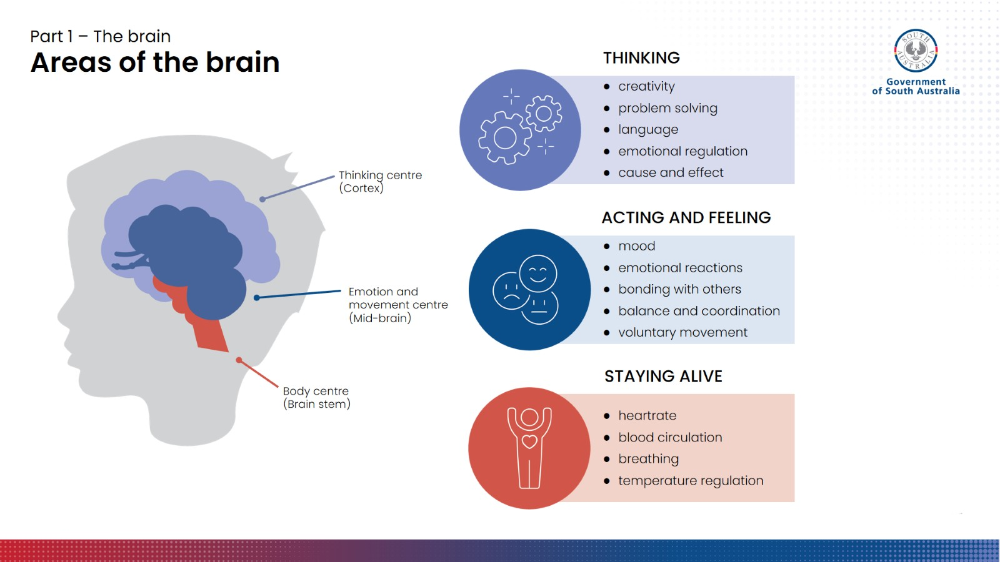 Part 1 – The brain
Areas of the brain
Thinking centre
(Cortex)
Emotion and
movement centre
(Mid-brain)
Body centre
(Brain stem)
THINKING
● creativity
● problem solving
● language
● emotional regulation
● cause and effect
ACTING AND FEELING
● mood
● emotional reactions
● bonding with others
● balance and coordination
● voluntary movement
STAYING ALIVE
● heartrate
● blood circulation
● breathing
● temperature regulation
SOUTH
AUSTRALIA
Government
of South Australia